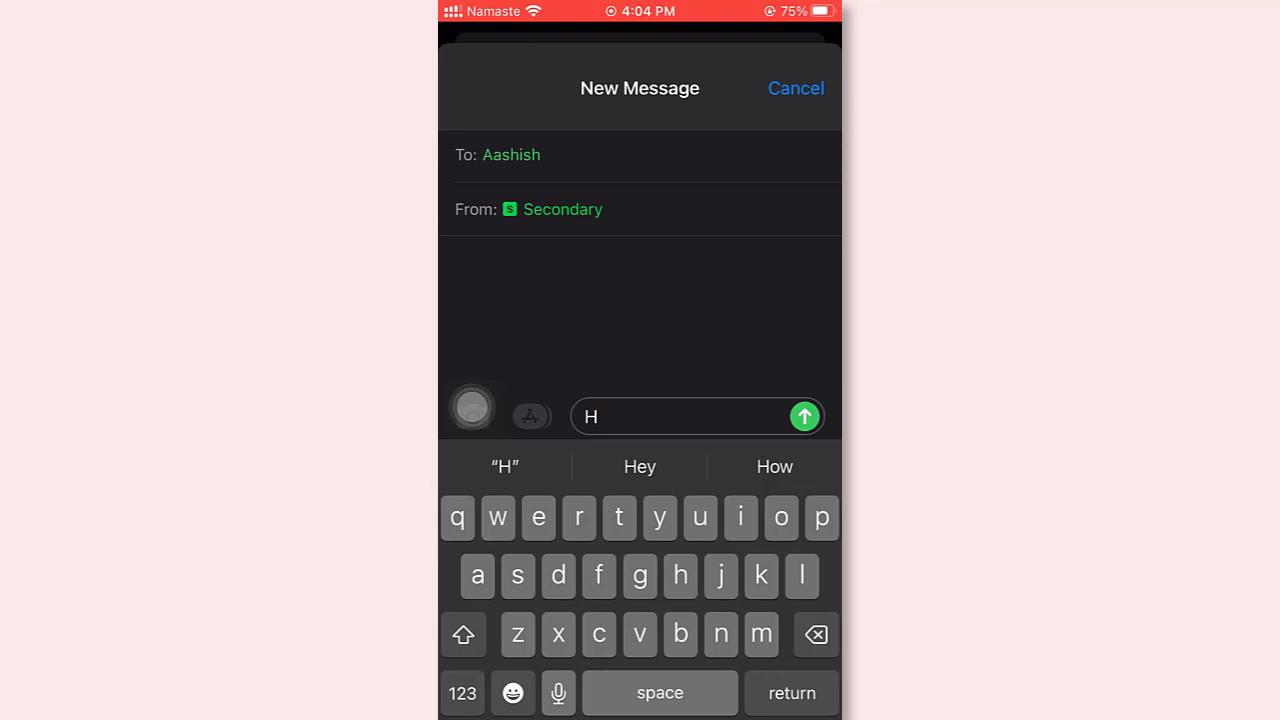 Namaste 4:04 PM 75%
New Message Cancel
To: Aashish
From: S Secondary
H
“H” Hey How
q w e r t y u i o p
a s d f g h j k l
z x c v b n m
123 space return